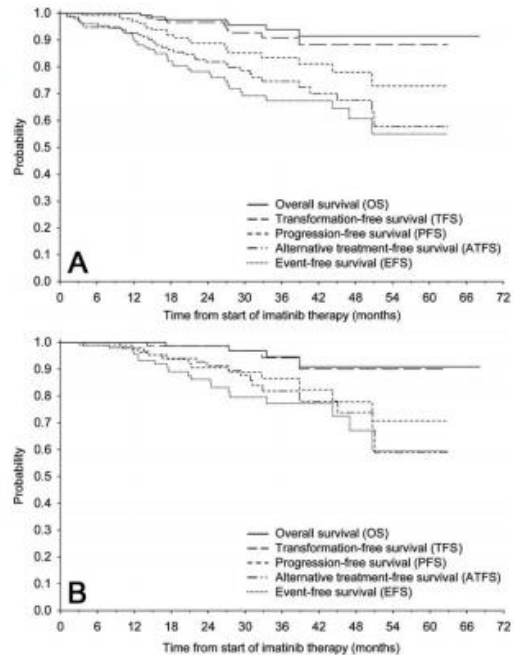 1.0
0.9
0.8
0.7
0.6
0.5
0.4
0.3
0.2
0.1
0.0
Probability
A
Overall survival (OS)
Transformation-free survival (TFS)
Progression-free survival (PFS)
Alternative treatment-free survival (ATFS)
Event-free survival (EFS)
0 6 12 18 24 30 36 42 48 54 60 66 72
Time from start of imatinib therapy (months)
1.0
0.9
0.8
0.7
0.6
0.5
0.4
0.3
0.2
0.1
0.0
Probability
B
Overall survival (OS)
Transformation-free survival (TFS)
Progression-free survival (PFS)
Alternative treatment-free survival (ATFS)
Event-free survival (EFS)
0 6 12 18 24 30 36 42 48 54 60 66 72
Time from start of imatinib therapy (months)